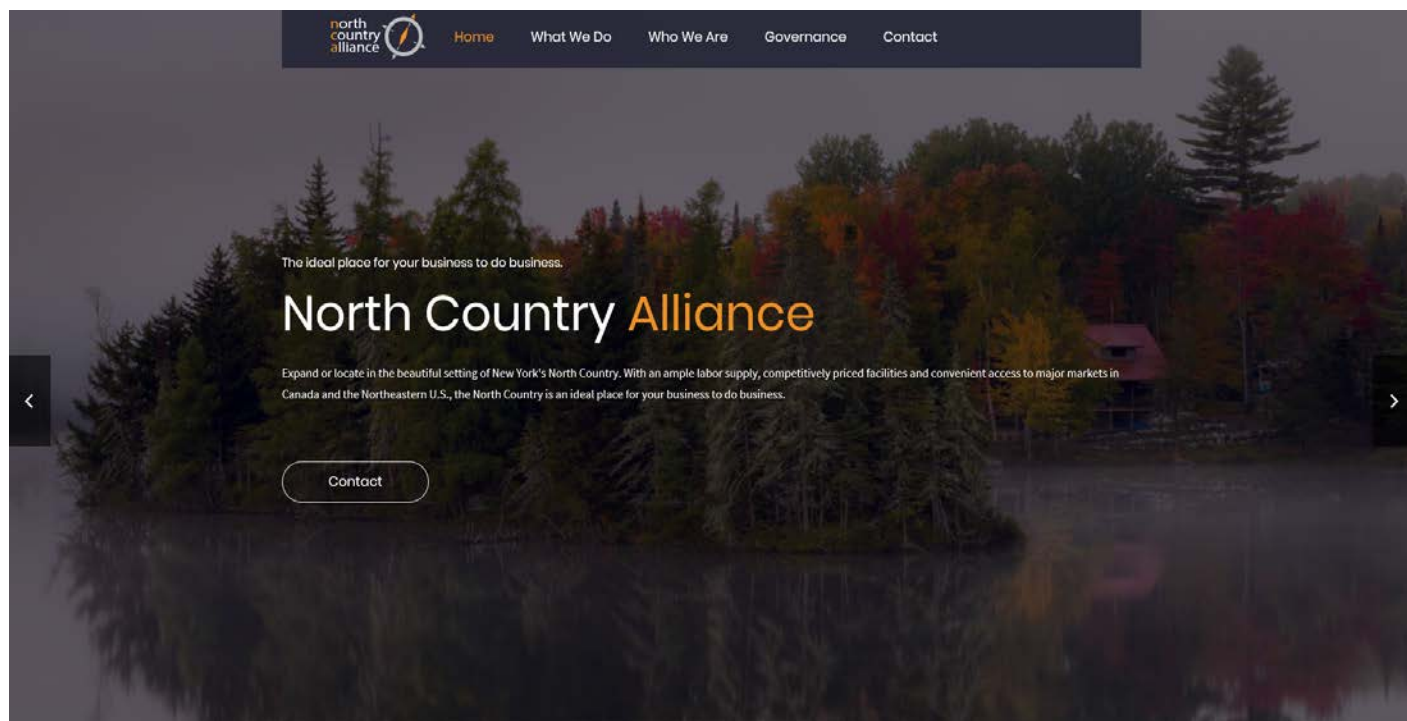 north
country
alliance
Home What We Do Who We Are Governance Contact
The ideal place for your business to do business.
North Country Alliance
Expand or locate in the beautiful setting of New York's North Country. With an ample labor supply, competitively priced facilities and convenient access to major markets in
Canada and the Northeastern U.S., the North Country is an ideal place for your business to do business.
Contact